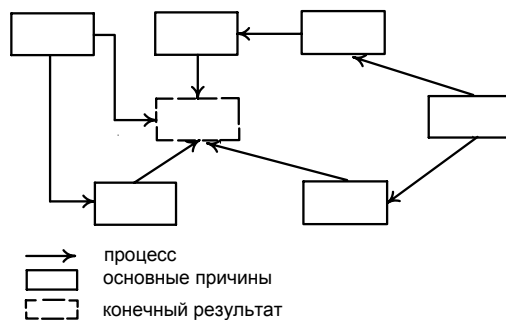 процесс
основные причины
конечный результат